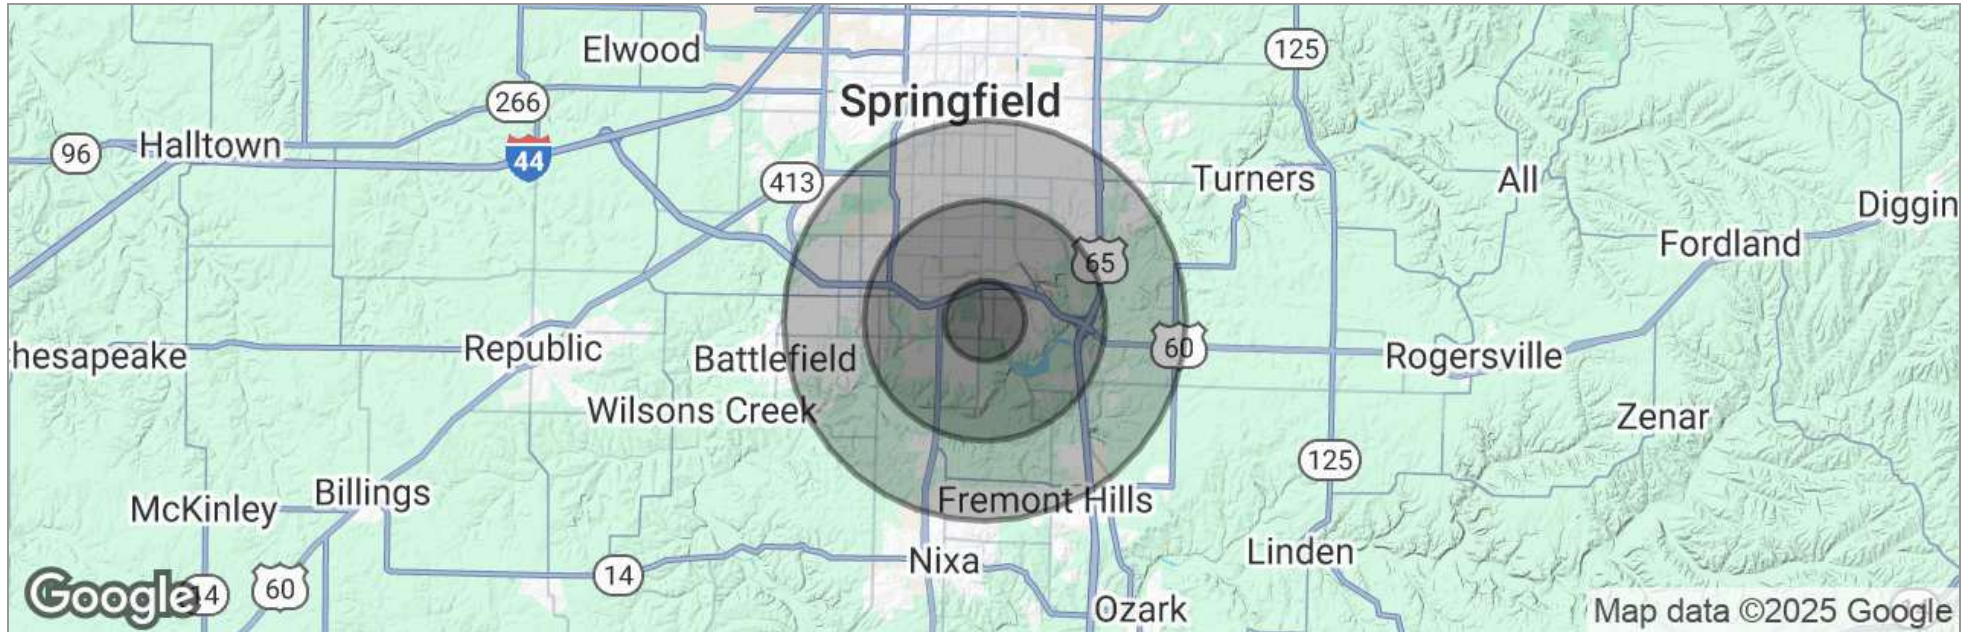 Elwood
125
Springfield
266
96
Halltown
44
413
Turners
All
Diggin
Fordland
65
hesapeake
Republic
Battlefield
60
Rogersville
Wilsons Creek
Zenar
125
McKinley
Billings
Fremont Hills
Nixa
Linden
14
60
Google
Ozark
Map data ©2025 Google